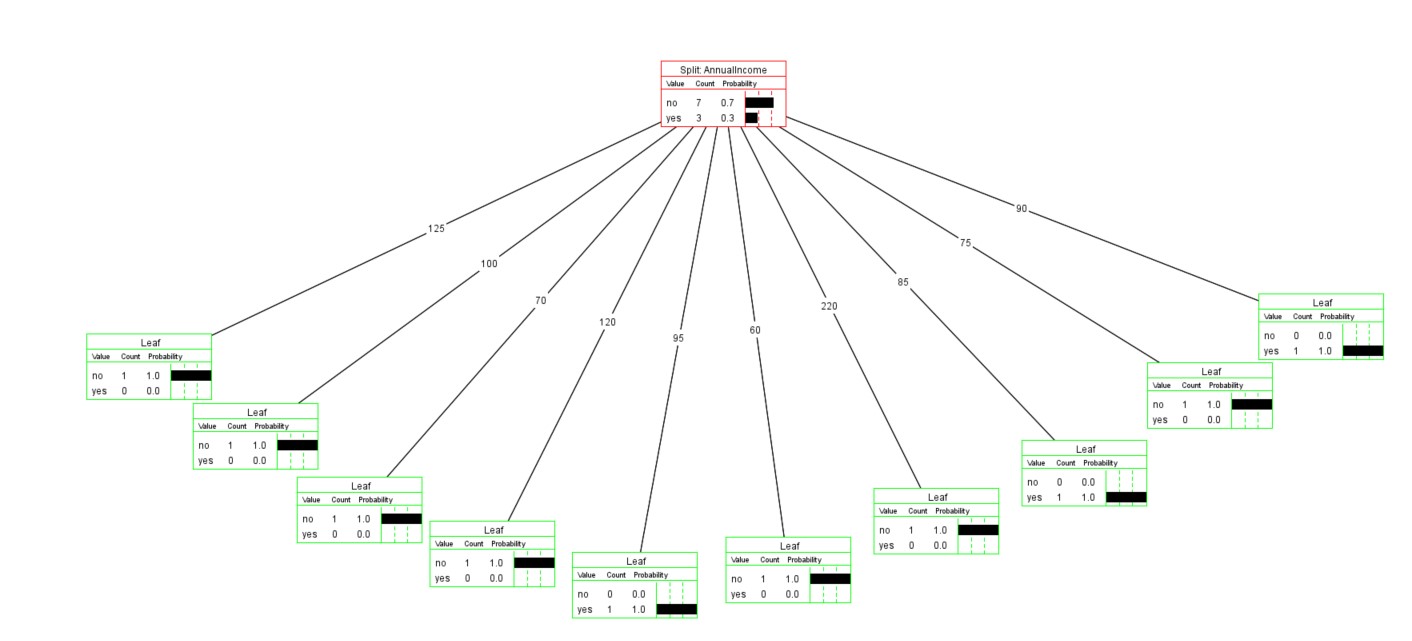 Split: AnnualIncome
Value Count Probability
no 7 0.7
yes 3 0.3
125
100
70
120
95
60
220
85
75
90
Leaf
Value Count Probability
no 1 1.0
yes 0 0.0
Leaf
Value Count Probability
no 1 1.0
yes 0 0.0
Leaf
Value Count Probability
no 1 1.0
yes 0 0.0
Leaf
Value Count Probability
no 1 1.0
yes 0 0.0
Leaf
Value Count Probability
no 0 0.0
yes 1 1.0
Leaf
Value Count Probability
no 1 1.0
yes 0 0.0
Leaf
Value Count Probability
no 1 1.0
yes 0 0.0
Leaf
Value Count Probability
no 0 0.0
yes 1 1.0
Leaf
Value Count Probability
no 1 1.0
yes 0 0.0
Leaf
Value Count Probability
no 0 0.0
yes 1 1.0